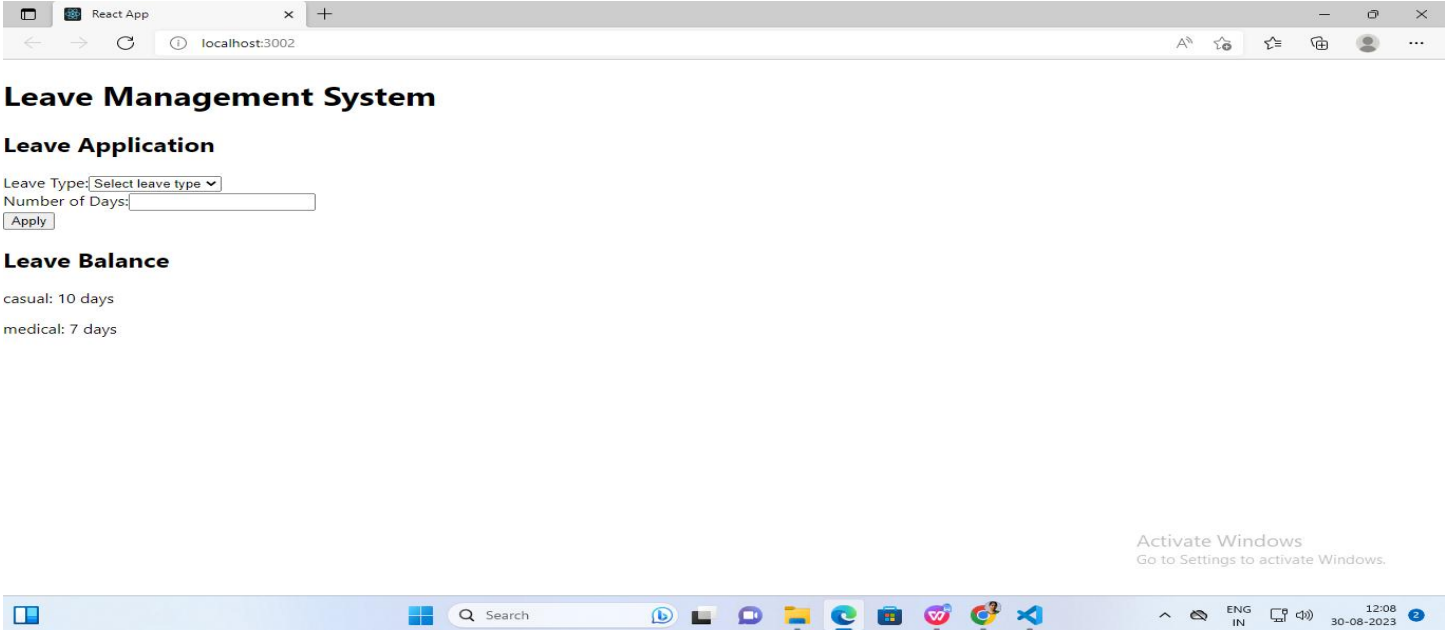 React App
localhost:3002
Leave Management System
Leave Application
Leave Type: Select leave type
Number of Days:
Apply
Leave Balance
casual: 10 days
medical: 7 days
Activate Windows
Go to Settings to activate Windows.
Search
ENG
IN
12:08
30-08-2023
2